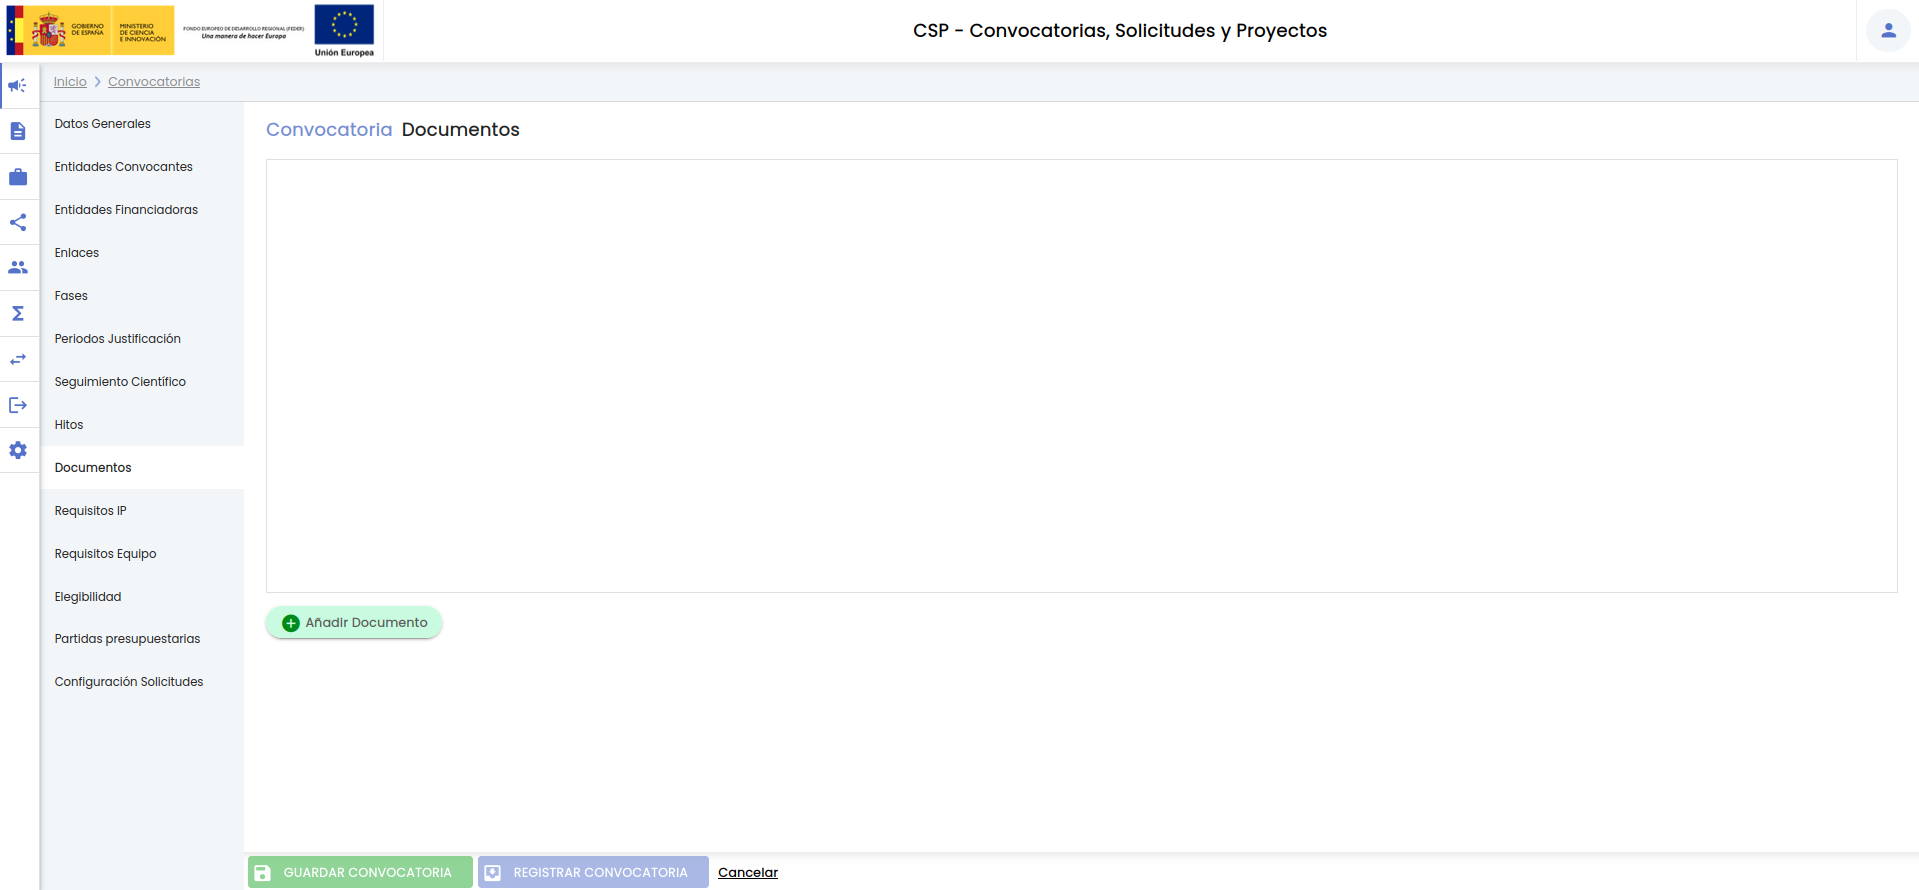 GOBIERNO
DE ESPAÑA
MINISTERIO
DE CIENCIA
E INNOVACIÓN
FONDO EUROPEO DE DESARROLLO REGIONAL (FEDER)
Una manera de hacer Europa
Unión Europea
CSP - Convocatorias, Solicitudes y Proyectos
Inicio
Convocatorias
Datos Generales
Entidades Convocantes
Entidades Financiadoras
Enlaces
Fases
Periodos Justificación
Seguimiento Científico
Hitos
Documentos
Requisitos IP
Requisitos Equipo
Elegibilidad
Partidas presupuestarias
Configuración Solicitudes
Convocatoria Documentos
Añadir Documento
GUARDAR CONVOCATORIA
REGISTRAR CONVOCATORIA
Cancelar